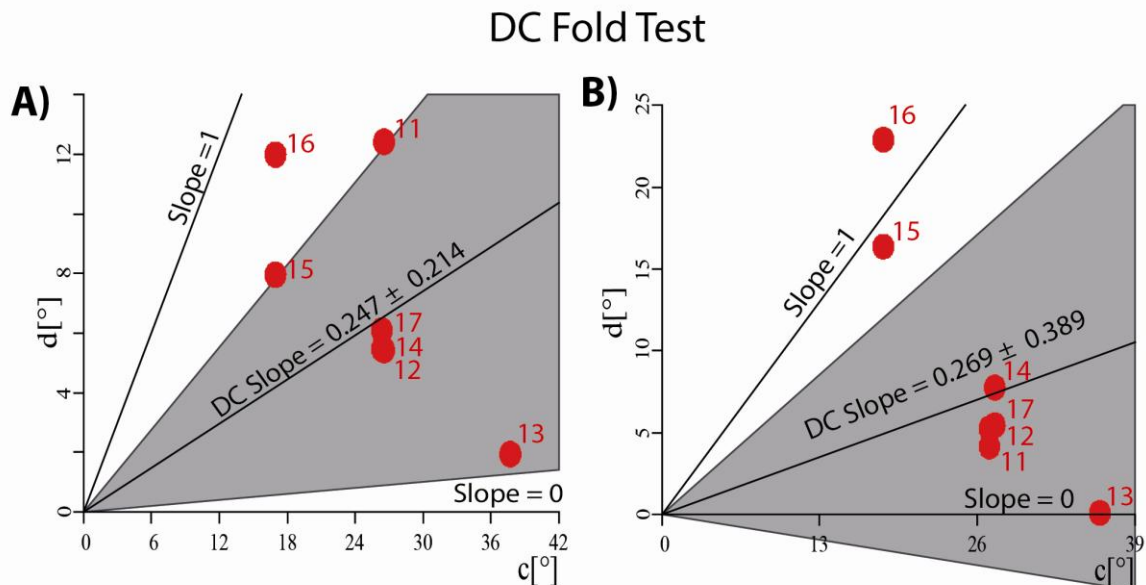 DC Fold Test
A)
12
8
4
0
d[°]
Slope =1
16
11
15
DC Slope = 0.247 ± 0.214
17
14
12
13
Slope = 0
0 6 12 18 24 30 36 42
c[°]
B)
25
20
15
10
5
0
d[°]
16
15
Slope=1
DC Slope = 0.269 ± 0.389
14
17
12
11
Slope = 0
13
0 13 26 39
c[°]